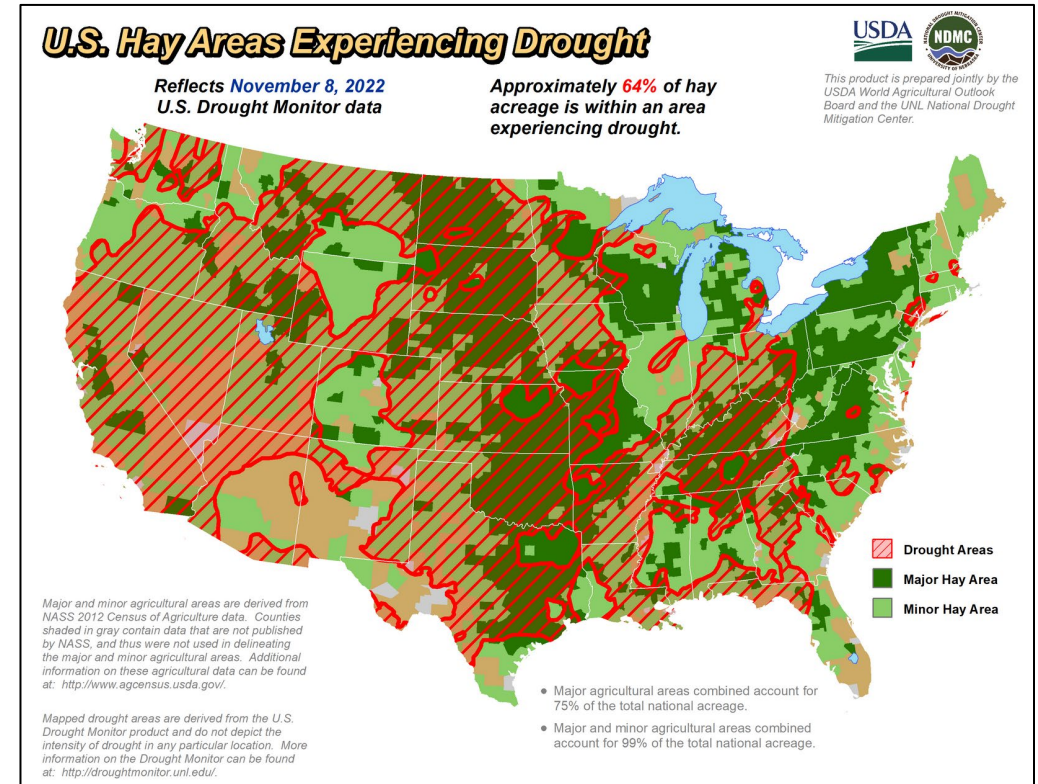 U.S. Hay Areas Experiencing Drought
Reflects November 8, 2022
U.S. Drought Monitor data
Approximately 64% of hay
acreage is within an area
experiencing drought.
USDA
NATIONAL DROUGHT MITIGATION CENTER
NDMC
UNIVERSITY OF NEBRASKA
This product is prepared jointly by the
USDA World Agricultural Outlook
Board and the UNL National Drought
Mitigation Center.
Drought Areas
Major Hay Area
Minor Hay Area
Major and minor agricultural areas are derived from
NASS 2012 Census of Agriculture data. Counties
shaded in gray contain data that are not published
by NASS, and thus were not used in delineating
the major and minor agricultural areas. Additional
information on these agricultural data can be found
at: http://www.agcensus.usda.gov/.
Mapped drought areas are derived from the U.S.
Drought Monitor product and do not depict the
intensity of drought in any particular location. More
information on the Drought Monitor can be found
at: http://droughtmonitor.unl.edu/.
● Major agricultural areas combined account for
75% of the total national acreage.
● Major and minor agricultural areas combined
account for 99% of the total national acreage.